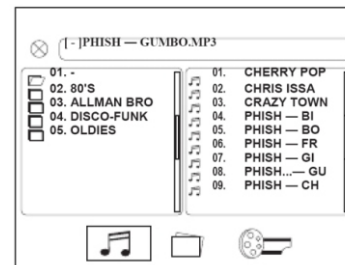 [ - ]PHISH — GUMBO.MP3
01. -
02. 80'S
03. ALLMAN BRO
04. DISCO-FUNK
05. OLDIES
01. CHERRY POP
02. CHRIS ISSA
03. CRAZY TOWN
04. PHISH — BI
05. PHISH — BO
06. PHISH — FR
07. PHISH — GI
08. PHISH...— GU
09. PHISH — CH